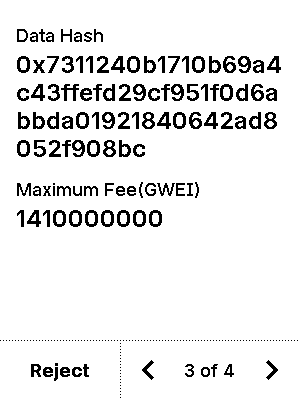 Data Hash
0x7311240b1710b69a4
c43ffefd29cf951f0d6a
bbda01921840642ad8
052f908bc
Maximum Fee(GWEI)
1410000000
Reject
3 of 4